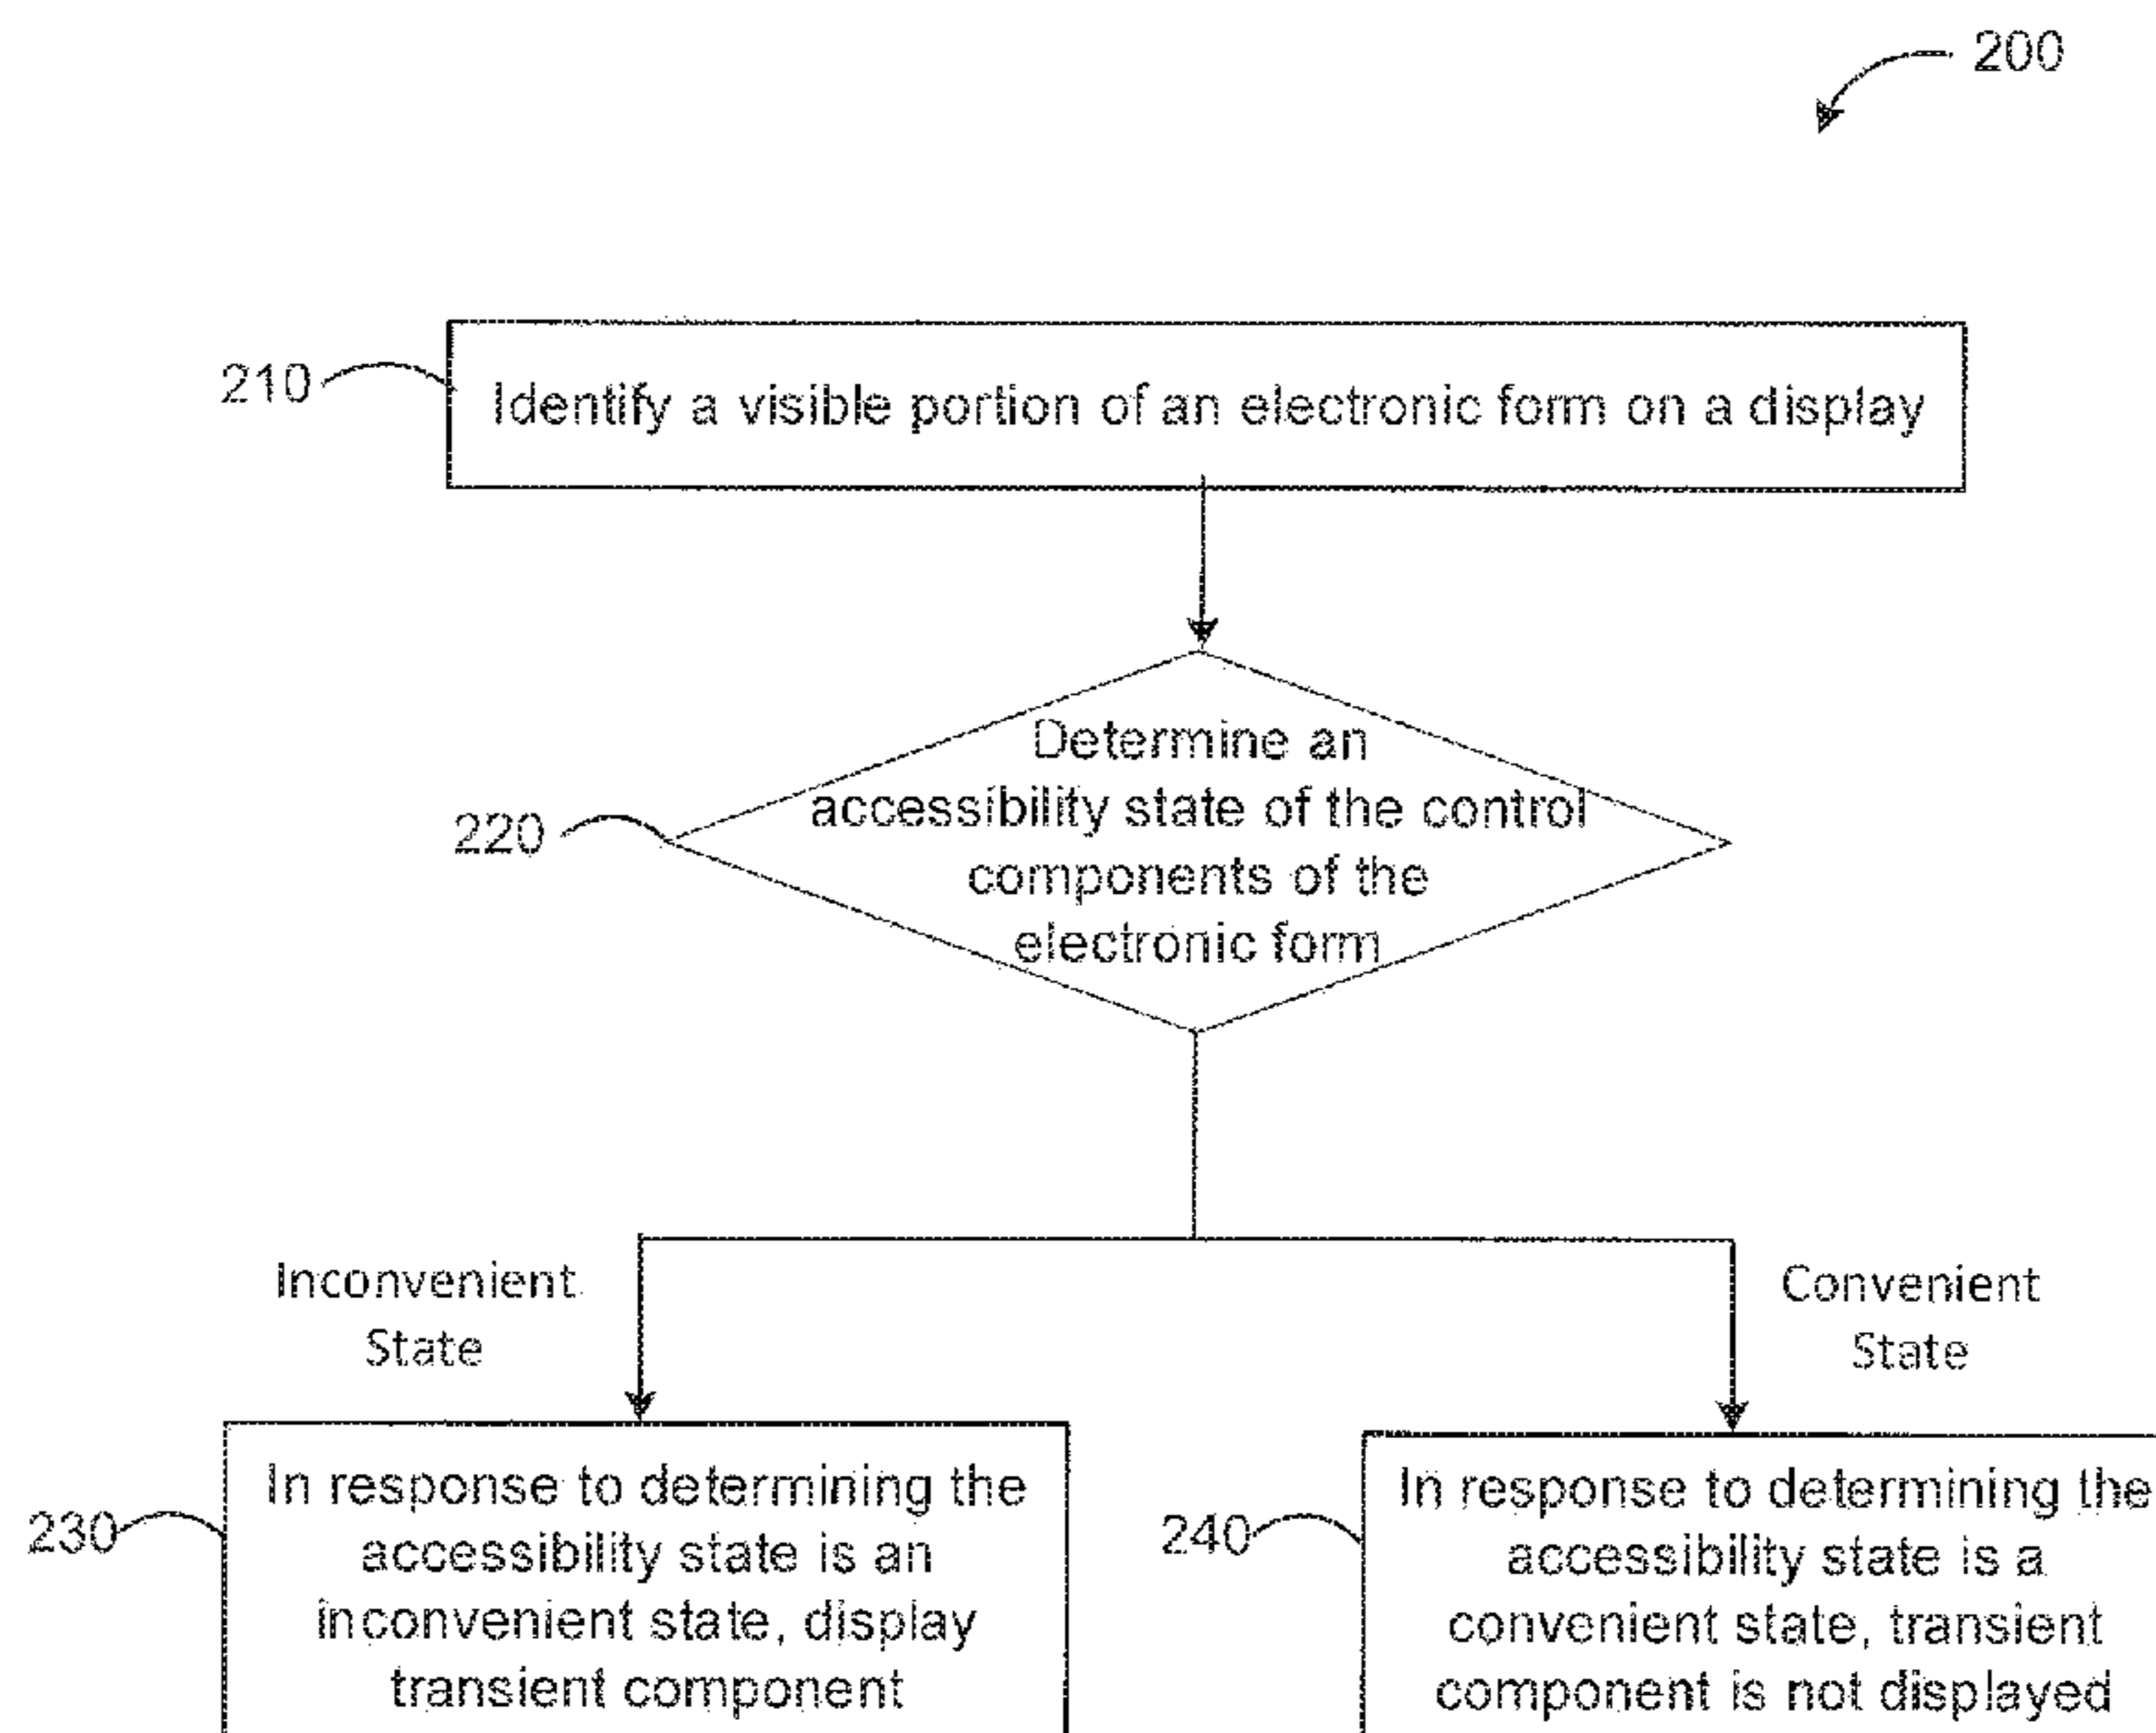 200
210
Identify a visible portion of an electronic form on a display
Determine an
accessibility state of the control
components of the
electronic form
220
Inconvenient
State
Convenient
State
230
In response to determining the
accessibility state is an
inconvenient state, display
transient component
240
In response to determining the
accessibility state is a
convenient state, transient
component is not displayed